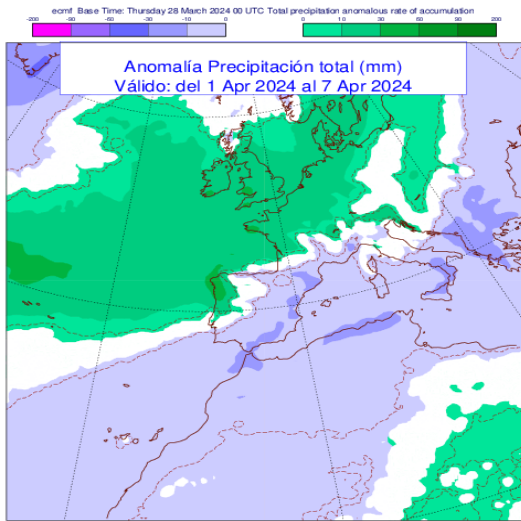 ecmf Base Time: Thursday 28 March 2024 00 UTC Total precipitation anomalous rate of accumulation
-200 -90 -60 -30 -10 0 0 10 30 60 90 200
Anomalía Precipitación total (mm)
Válido: del 1 Apr 2024 al 7 Apr 2024